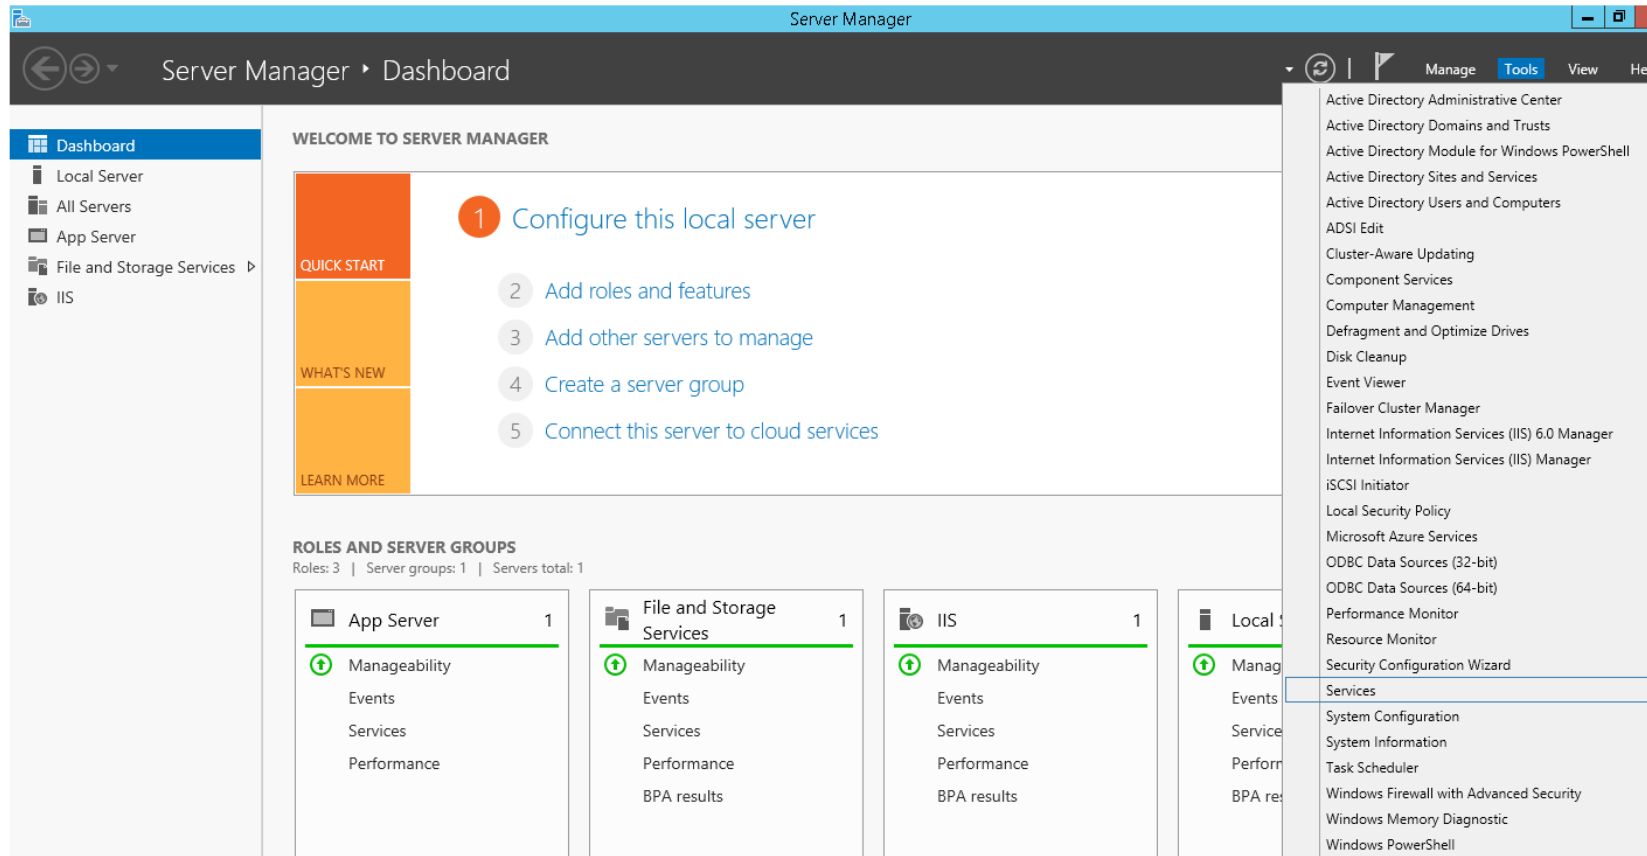 Server Manager
Server Manager • Dashboard
Manage Tools View He
Dashboard
Local Server
All Servers
App Server
File and Storage Services
IIS
WELCOME TO SERVER MANAGER
QUICK START
WHAT'S NEW
LEARN MORE
1 Configure this local server
2 Add roles and features
3 Add other servers to manage
4 Create a server group
5 Connect this server to cloud services
ROLES AND SERVER GROUPS
Roles: 3 | Server groups: 1 | Servers total: 1
App Server 1
Manageability
Events
Services
Performance
File and Storage
Services 1
Manageability
Events
Services
Performance
BPA results
IIS 1
Manageability
Events
Services
Performance
BPA results
Local
Manag
Events
Service
Perforr
BPA re
Active Directory Administrative Center
Active Directory Domains and Trusts
Active Directory Module for Windows PowerShell
Active Directory Sites and Services
Active Directory Users and Computers
ADSI Edit
Cluster-Aware Updating
Component Services
Computer Management
Defragment and Optimize Drives
Disk Cleanup
Event Viewer
Failover Cluster Manager
Internet Information Services (IIS) 6.0 Manager
Internet Information Services (IIS) Manager
iSCSI Initiator
Local Security Policy
Microsoft Azure Services
ODBC Data Sources (32-bit)
ODBC Data Sources (64-bit)
Performance Monitor
Resource Monitor
Security Configuration Wizard
Services
System Configuration
System Information
Task Scheduler
Windows Firewall with Advanced Security
Windows Memory Diagnostic
Windows PowerShell